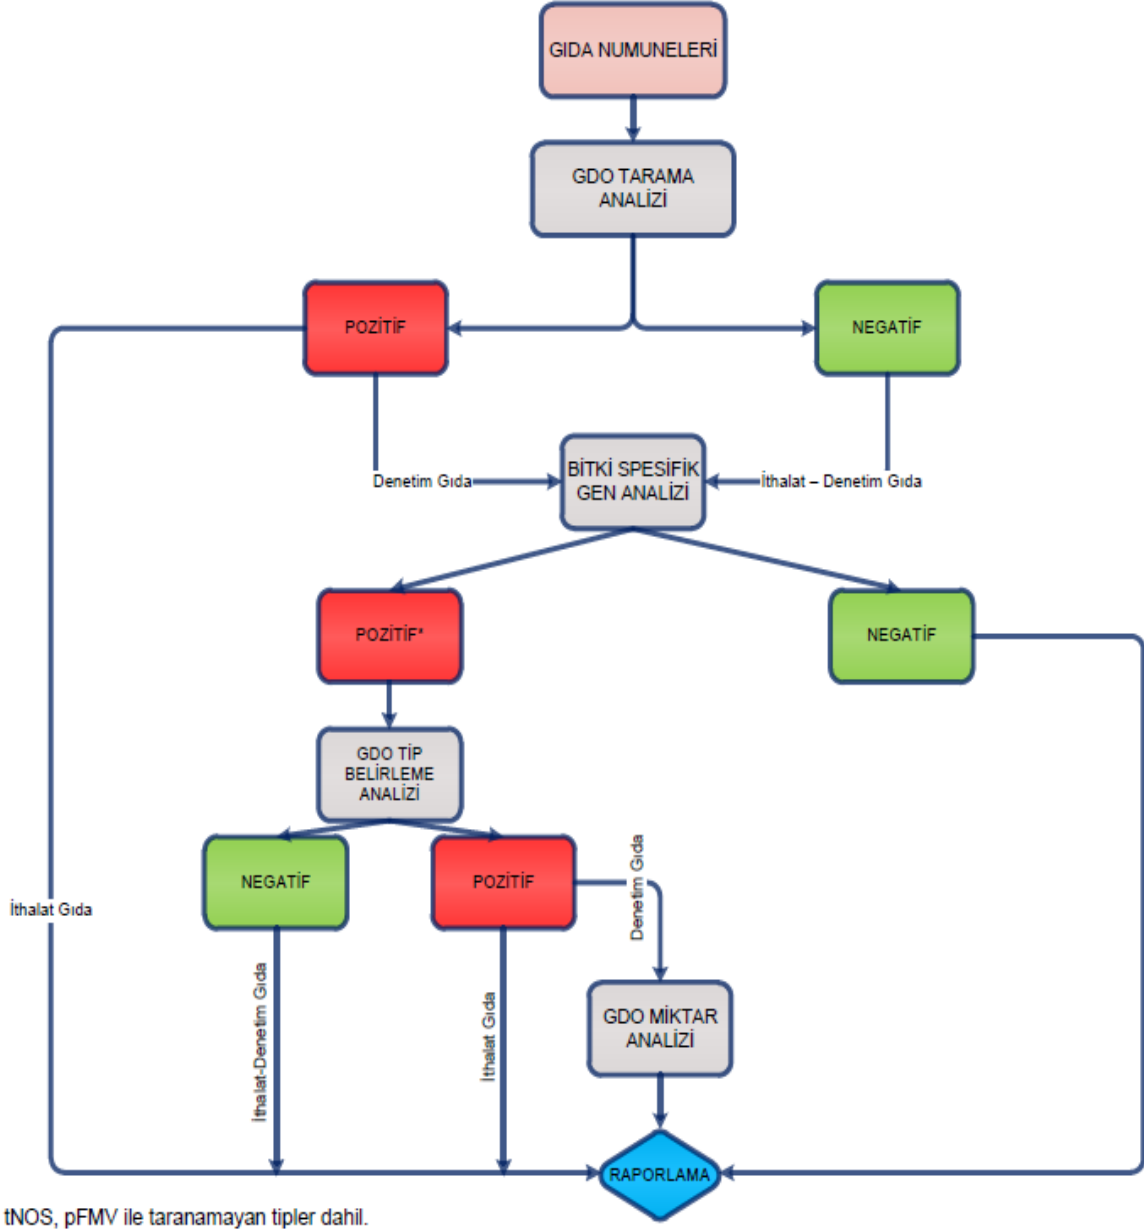 GIDA NUMUNELERİ
GDO TARAMA
ANALİZİ
POZİTİF
NEGATİF
Denetim Gıda
BİTKİ SPESİFİK
GEN ANALİZİ
İthalat – Denetim Gıda
POZİTİF*
NEGATİF
GDO TİP
BELİRLEME
ANALİZİ
NEGATİF
POZİTİF
Denetim Gıda
İthalat Gıda
İthalat-Denetim Gıda
İthalat Gıda
GDO MİKTAR
ANALİZİ
RAPORLAMA
tNOS, pFMV ile taranamayan tipler dahil.